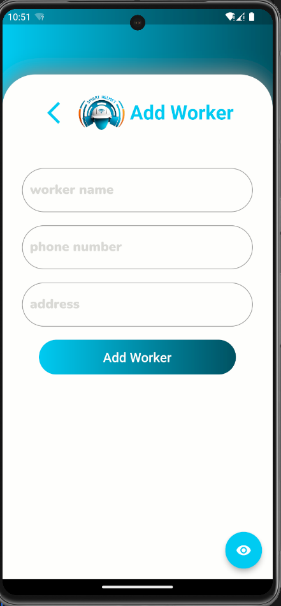 10:51
Add Worker
worker name
phone number
address
Add Worker